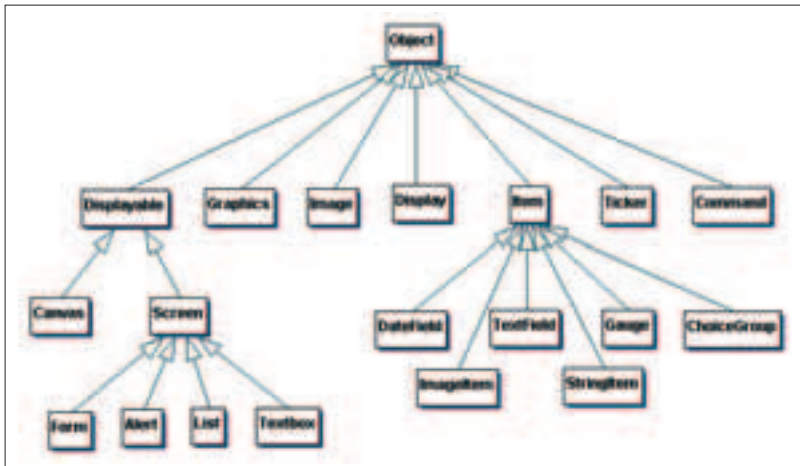 Object
Displayable
Graphics
Image
Display
Item
Ticker
Command
Canvas
Screen
DateField
TextField
Gauge
ChoiceGroup
ImageItem
StringItem
Form
Alert
List
Textbox